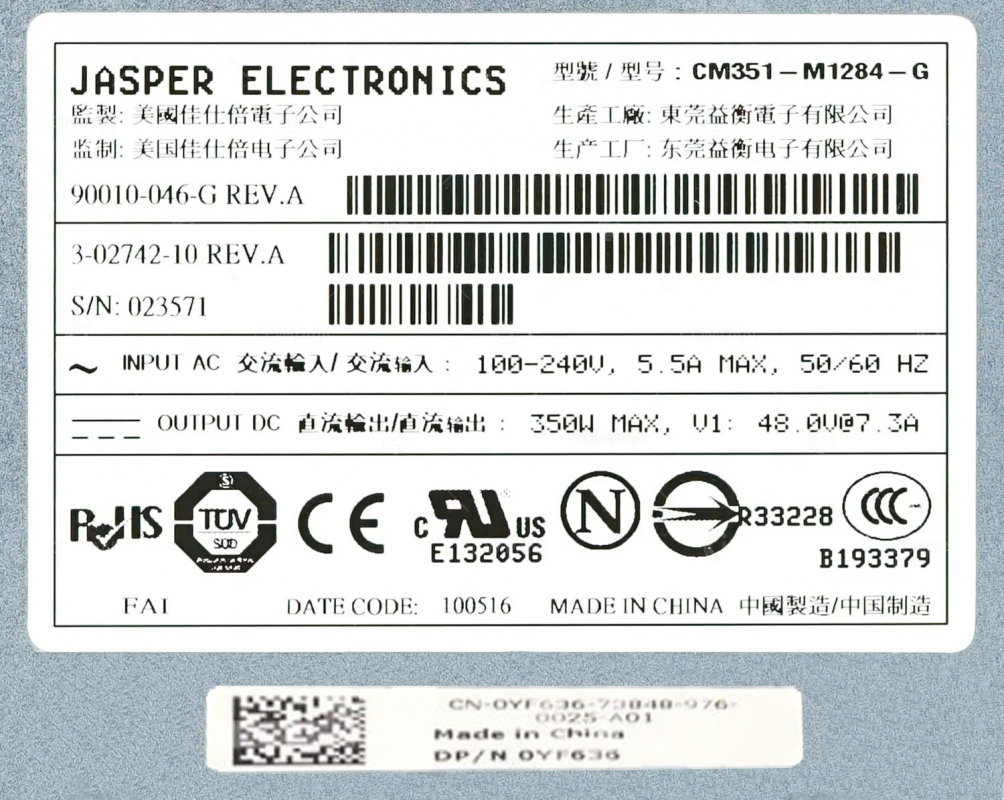 JASPER ELECTRONICS
型號 / 型号 : CM351-M1284-G
監製: 美國佳仕倍電子公司
生產工廠: 東莞益衡電子有限公司
监制: 美国佳仕倍电子公司
生产工厂: 东莞益衡电子有限公司
90010-046-G REV.A
3-02742-10 REV.A
S/N: 023571
~ INPUT AC 交流輸入/ 交流输入 : 100-240V, 5.5A MAX, 50/60 HZ
OUTPUT DC 直流輸出/直流输出 : 350W MAX, V1: 48.0V@7.3A
RoHS
S
TUV
SUD
CE
C RU US
E132056
N
R33228
CCC
B193379
FAI DATE CODE: 100516 MADE IN CHINA 中國製造/中国制造
CN-0YF636-73848-976-
0025-A01
Made in China
DP/N 0YF636